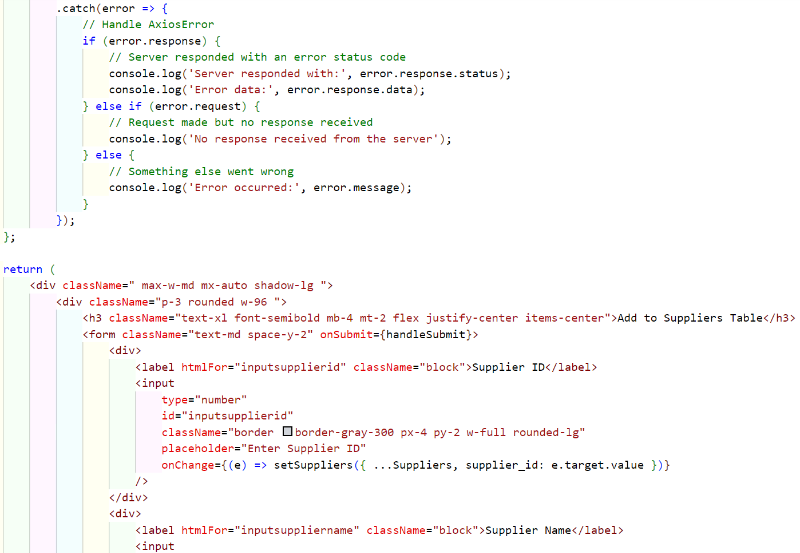 .catch(error => {
// Handle AxiosError
if (error.response) {
// Server responded with an error status code
console.log('Server responded with:', error.response.status);
console.log('Error data:', error.response.data);
} else if (error.request) {
// Request made but no response received
console.log('No response received from the server');
} else {
// Something else went wrong
console.log('Error occurred:', error.message);
}
});
};
return (
<div className=" max-w-md mx-auto shadow-lg ">
<div className="p-3 rounded w-96 ">
<h3 className="text-xl font-semibold mb-4 mt-2 flex justify-center items-center">Add to Suppliers Table</h3>
<form className="text-md space-y-2" onSubmit={handleSubmit}>
<div>
<label htmlFor="inputsupplierid" className="block">Supplier ID</label>
<input
type="number"
id="inputsupplierid"
className="border border-gray-300 px-4 py-2 w-full rounded-lg"
placeholder="Enter Supplier ID"
onChange={(e) => setSuppliers({ ...Suppliers, supplier_id: e.target.value })}
/>
</div>
<div>
<label htmlFor="inputsuppliername" className="block">Supplier Name</label>
<input